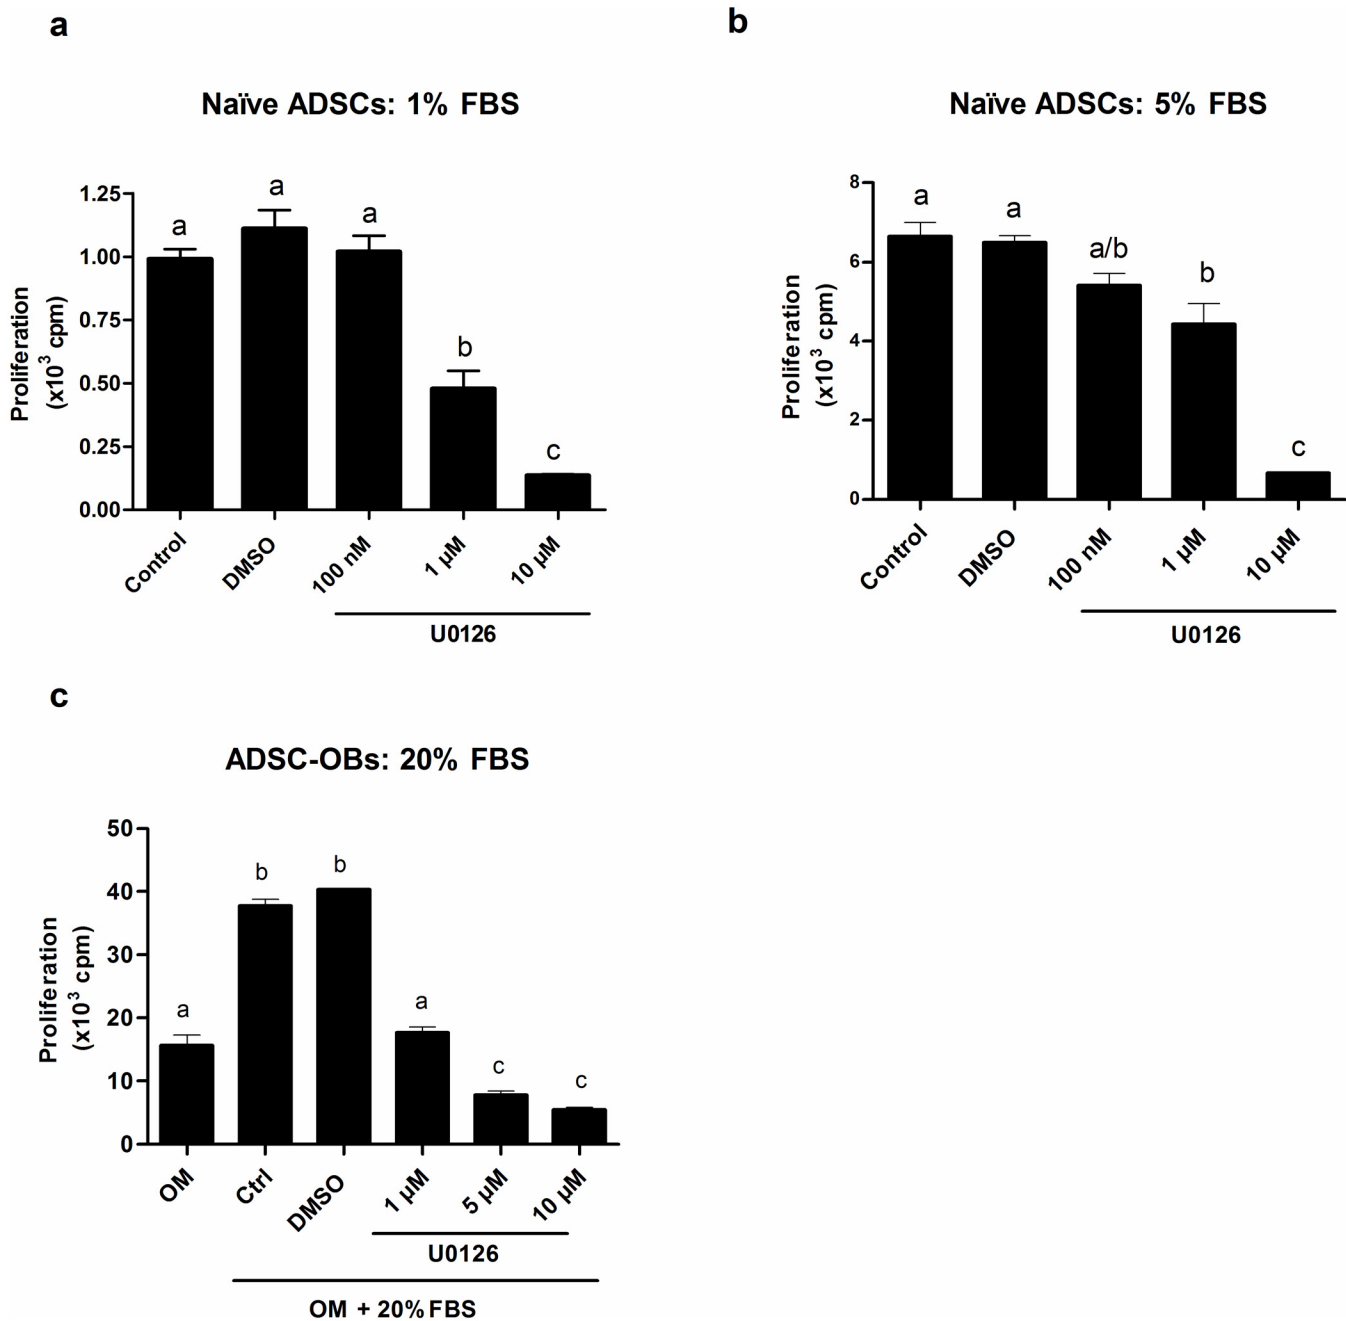 a
Naïve ADSCs: 1% FBS
Proliferation
(x10³ cpm)
1.25
1.00
0.75
0.50
0.25
0.00
a
a
a
b
c
Control
DMSO
100 nM
1 µM
10 µM
U0126
b
Naïve ADSCs: 5% FBS
Proliferation
(x10³ cpm)
8
6
4
2
0
a
a
a/b
b
c
Control
DMSO
100 nM
1 µM
10 µM
U0126
c
ADSC-OBs: 20% FBS
Proliferation
(x10³ cpm)
50
40
30
20
10
0
a
b
b
a
c
c
OM
Ctrl
DMSO
1 µM
5 µM
10 µM
U0126
OM + 20%FBS